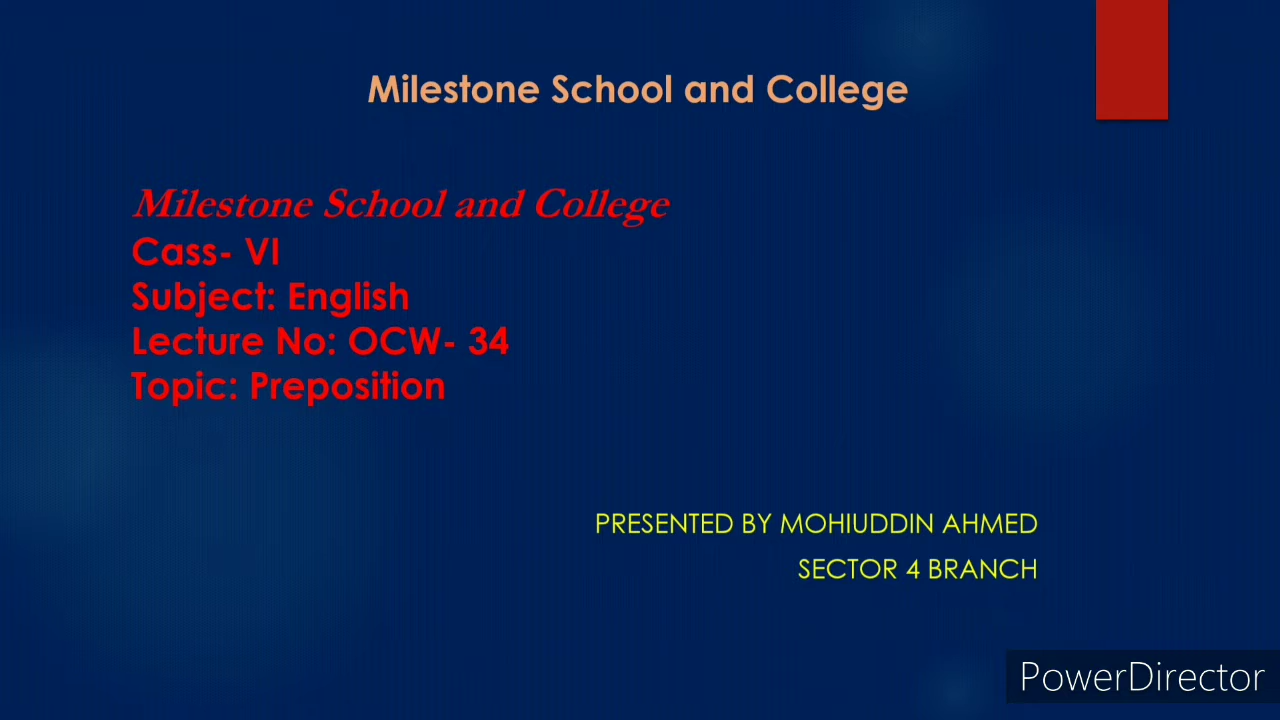 Milestone School and College
Milestone School and College
Cass- VI
Subject: English
Lecture No: OCW- 34
Topic: Preposition
PRESENTED BY MOHIUDDIN AHMED
SECTOR 4 BRANCH
PowerDirector